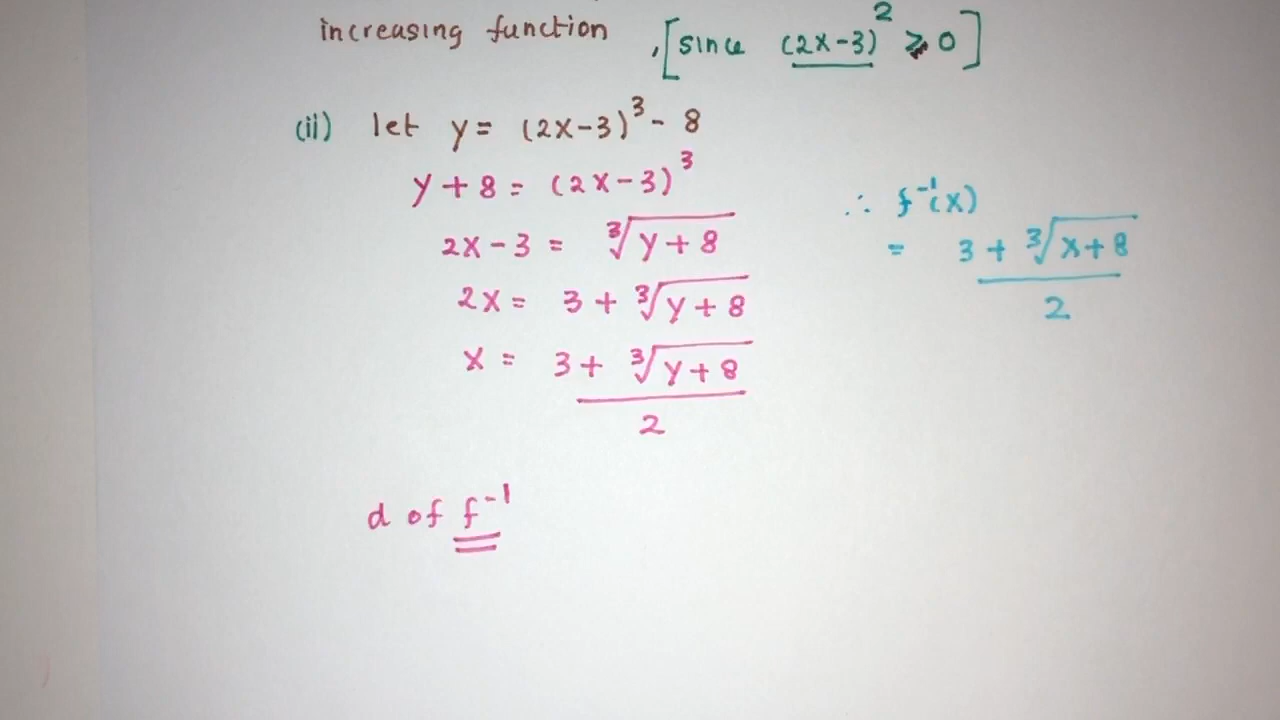 increasing function , [since (2x-3)² ≥ 0]
(ii) let y = (2x-3)³ - 8
y + 8 = (2x-3)³
2x - 3 = ∛(y+8)
2x = 3 + ∛(y+8)
x = 3 + ∛(y+8)
2
d of f⁻¹
∴ f⁻¹(x)
= 3 + ∛(x+8)
2